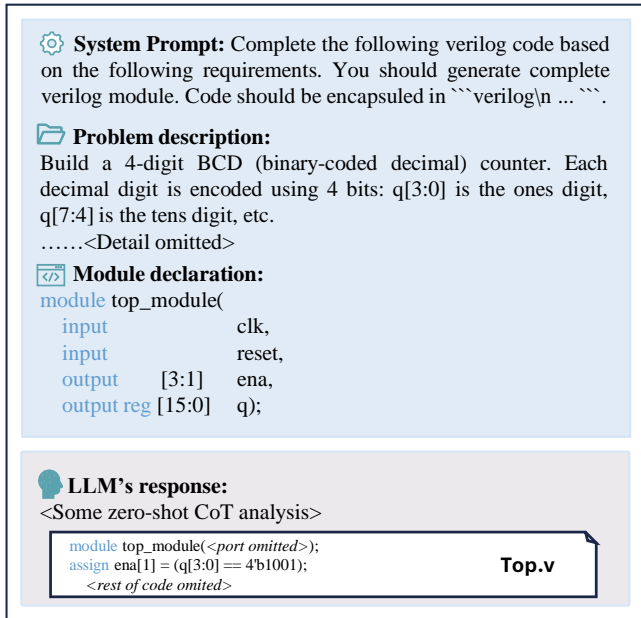 System Prompt: Complete the following verilog code based
on the following requirements. You should generate complete
verilog module. Code should be encapsuled in ```verilog\n ... ```.
Problem description:
Build a 4-digit BCD (binary-coded decimal) counter. Each
decimal digit is encoded using 4 bits: q[3:0] is the ones digit,
q[7:4] is the tens digit, etc.
……<Detail omitted>
</> Module declaration:
module top_module(
input clk,
input reset,
output [3:1] ena,
output reg [15:0] q);
LLM's response:
<Some zero-shot CoT analysis>
module top_module(<port omitted>);
assign ena[1] = (q[3:0] == 4'b1001);
<rest of code omited>
Top.v